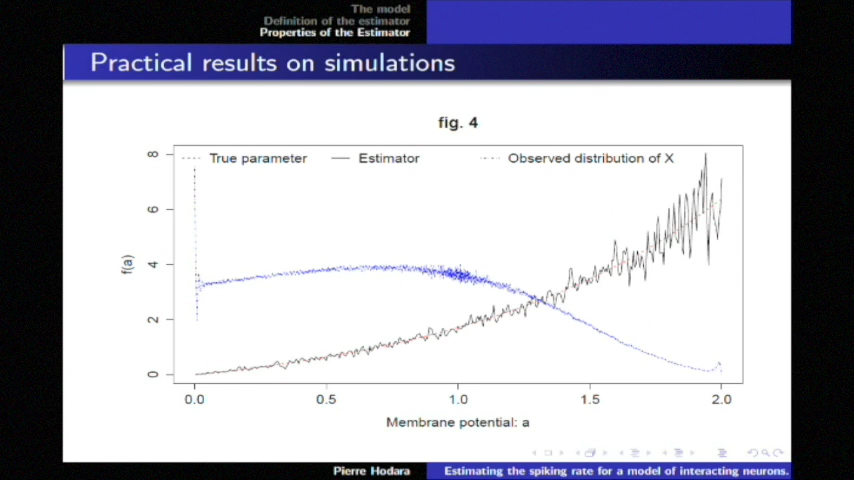 The model
Definition of the estimator
Properties of the Estimator
Practical results on simulations
fig. 4
True parameter Estimator Observed distribution of X
8
6
4
2
0
f(a)
0.0 0.5 1.0 1.5 2.0
Membrane potential: a
Pierre Hodara Estimating the spiking rate for a model of interacting neurons.